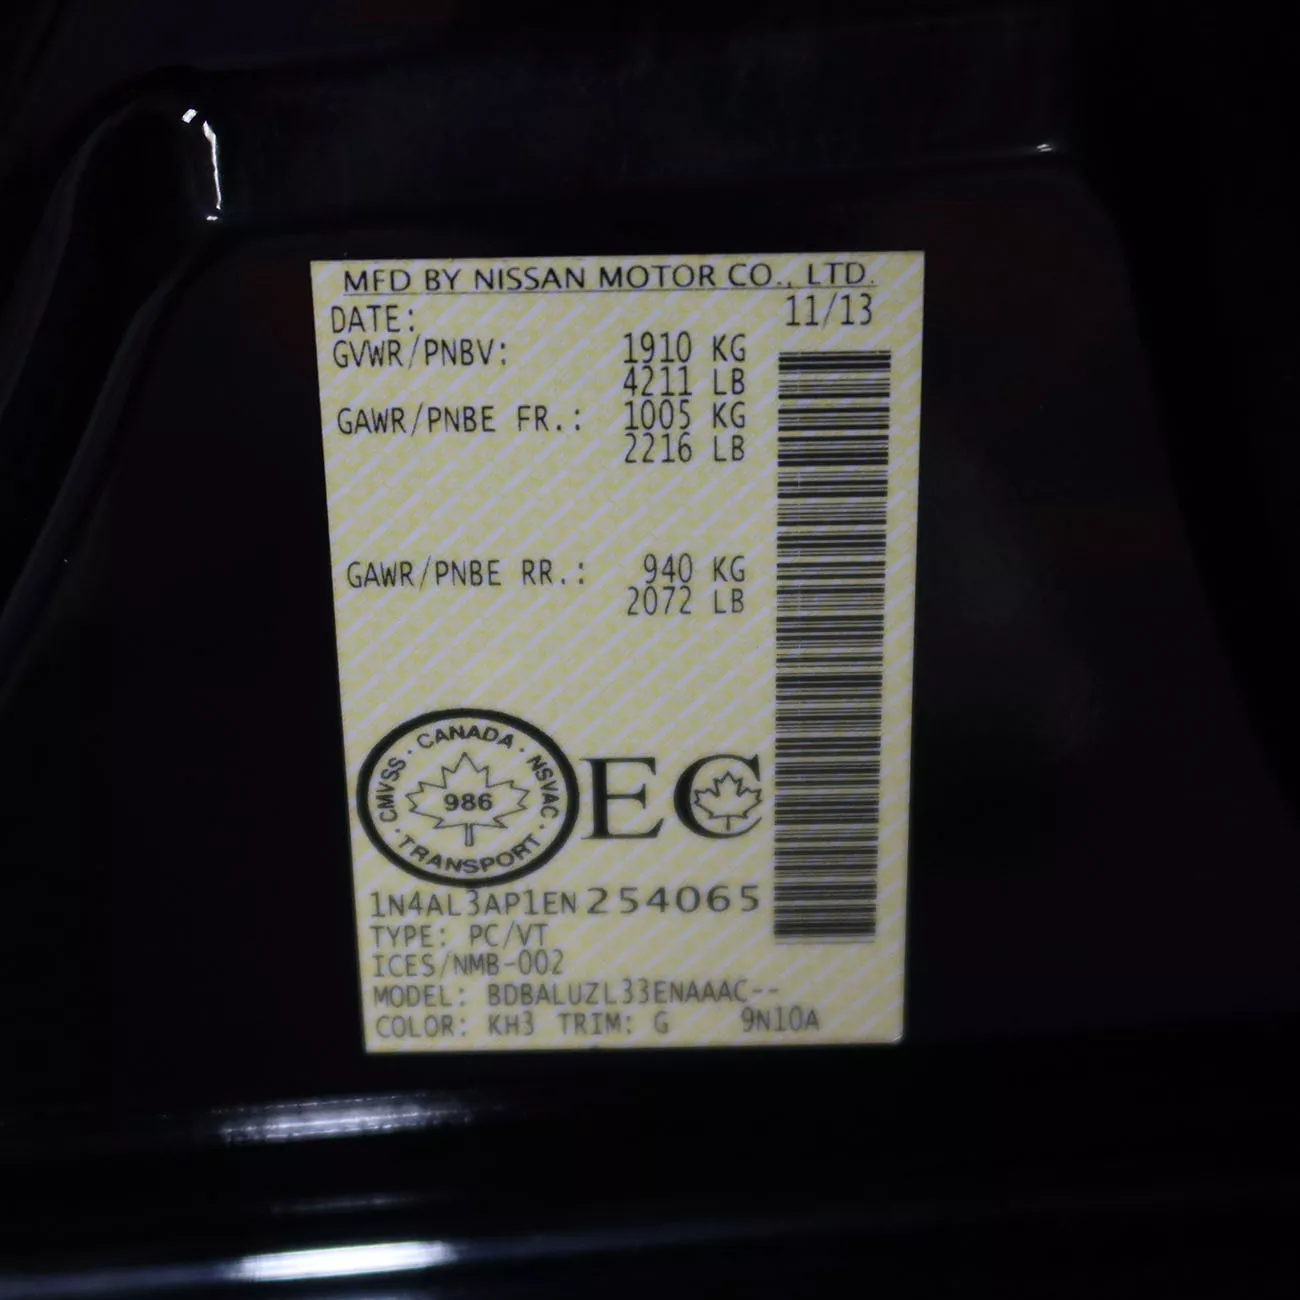 MFD BY NISSAN MOTOR CO., LTD.
DATE: 11/13
GVWR/PNBV: 1910 KG
4211 LB
GAWR/PNBE FR.: 1005 KG
2216 LB
GAWR/PNBE RR.: 940 KG
2072 LB
CANADA · NSVAC · TRANSPORT · CMVSS ·
986
EC
1N4AL3AP1EN254065
TYPE: PC/VT
ICES/NMB-002
MODEL: BDBALUZL33ENAAAC--
COLOR: KH3 TRIM: G 9N10A